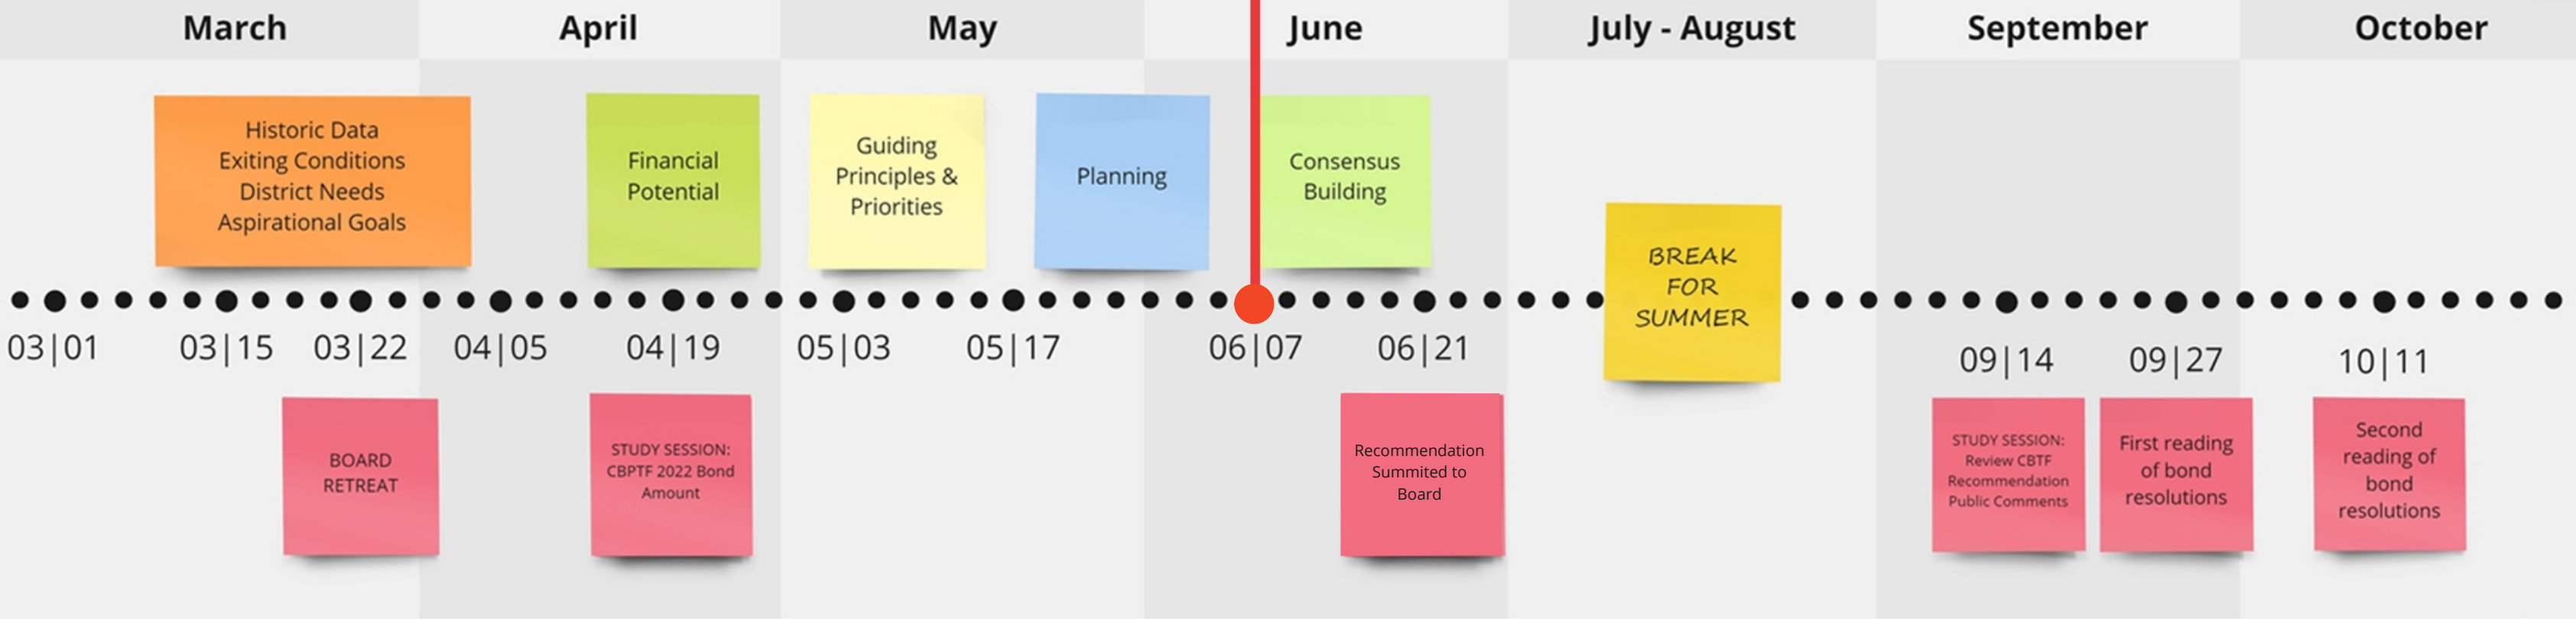 March
April
May
June
July - August
September
October
Historic Data
Exiting Conditions
District Needs
Aspirational Goals
Financial
Potential
Guiding
Principles &
Priorities
Planning
Consensus
Building
BREAK
FOR
SUMMER
03|01
03|15
03|22
04|05
04|19
05|03
05|17
06|07
06|21
09|14
09|27
10|11
BOARD
RETREAT
STUDY SESSION:
CBPTF 2022 Bond
Amount
Recommendation
Summited to
Board
STUDY SESSION:
Review CBTF
Recommendation
Public Comments
First reading
of bond
resolutions
Second
reading of
bond
resolutions